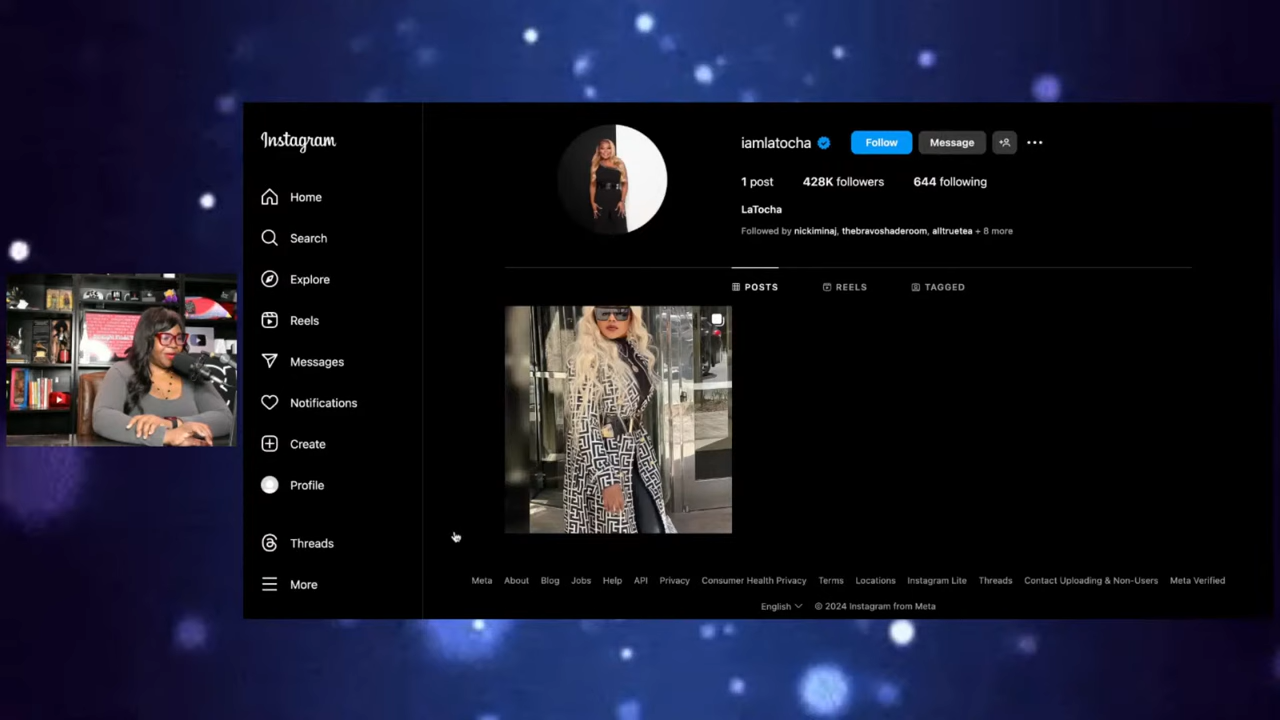 Instagram
Home
Search
Explore
Reels
Messages
Notifications
Create
Profile
Threads
More
iamlatocha
Follow
Message
1 post
428K followers
644 following
LaTocha
Followed by nickiminaj, thebravoshaderoom, alltruetea + 8 more
POSTS
REELS
TAGGED
Meta
About
Blog
Jobs
Help
API
Privacy
Consumer Health Privacy
Terms
Locations
Instagram Lite
Threads
Contact Uploading & Non-Users
Meta Verified
English
© 2024 Instagram from Meta